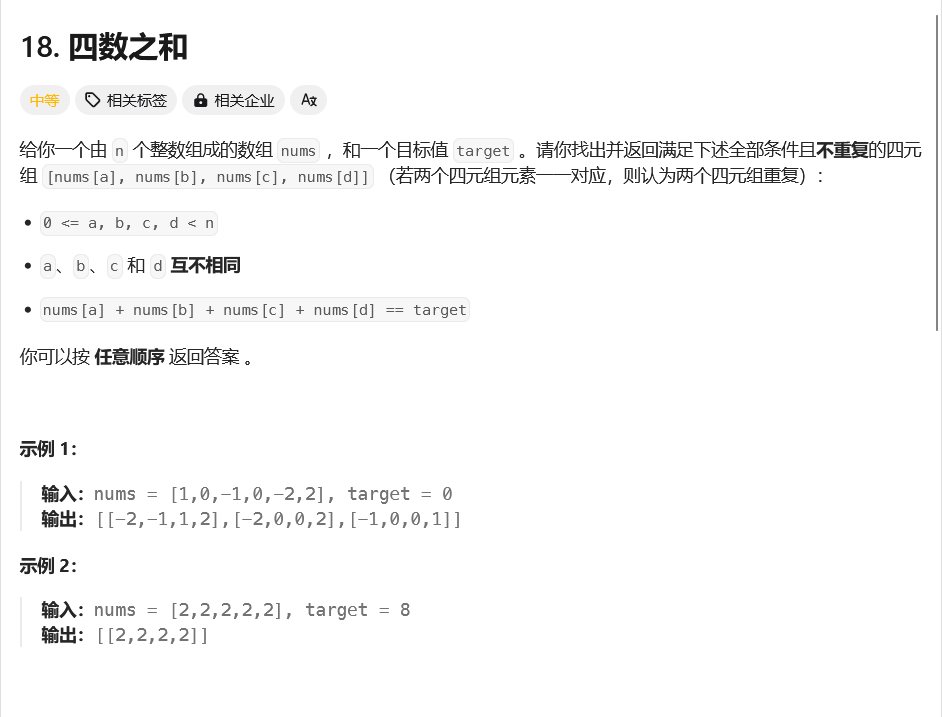 18. 四数之和
中等 相关标签 相关企业 Aあ
给你一个由 n 个整数组成的数组 nums ，和一个目标值 target 。请你找出并返回满足下述全部条件且不重复的四元
组 [nums[a], nums[b], nums[c], nums[d]] （若两个四元组元素一一对应，则认为两个四元组重复）：
• 0 <= a, b, c, d < n
• a、b、c 和 d 互不相同
• nums[a] + nums[b] + nums[c] + nums[d] == target
你可以按 任意顺序 返回答案 。
示例 1：
输入：nums = [1,0,-1,0,-2,2], target = 0
输出：[[-2,-1,1,2],[-2,0,0,2],[-1,0,0,1]]
示例 2：
输入：nums = [2,2,2,2,2], target = 8
输出：[[2,2,2,2]]